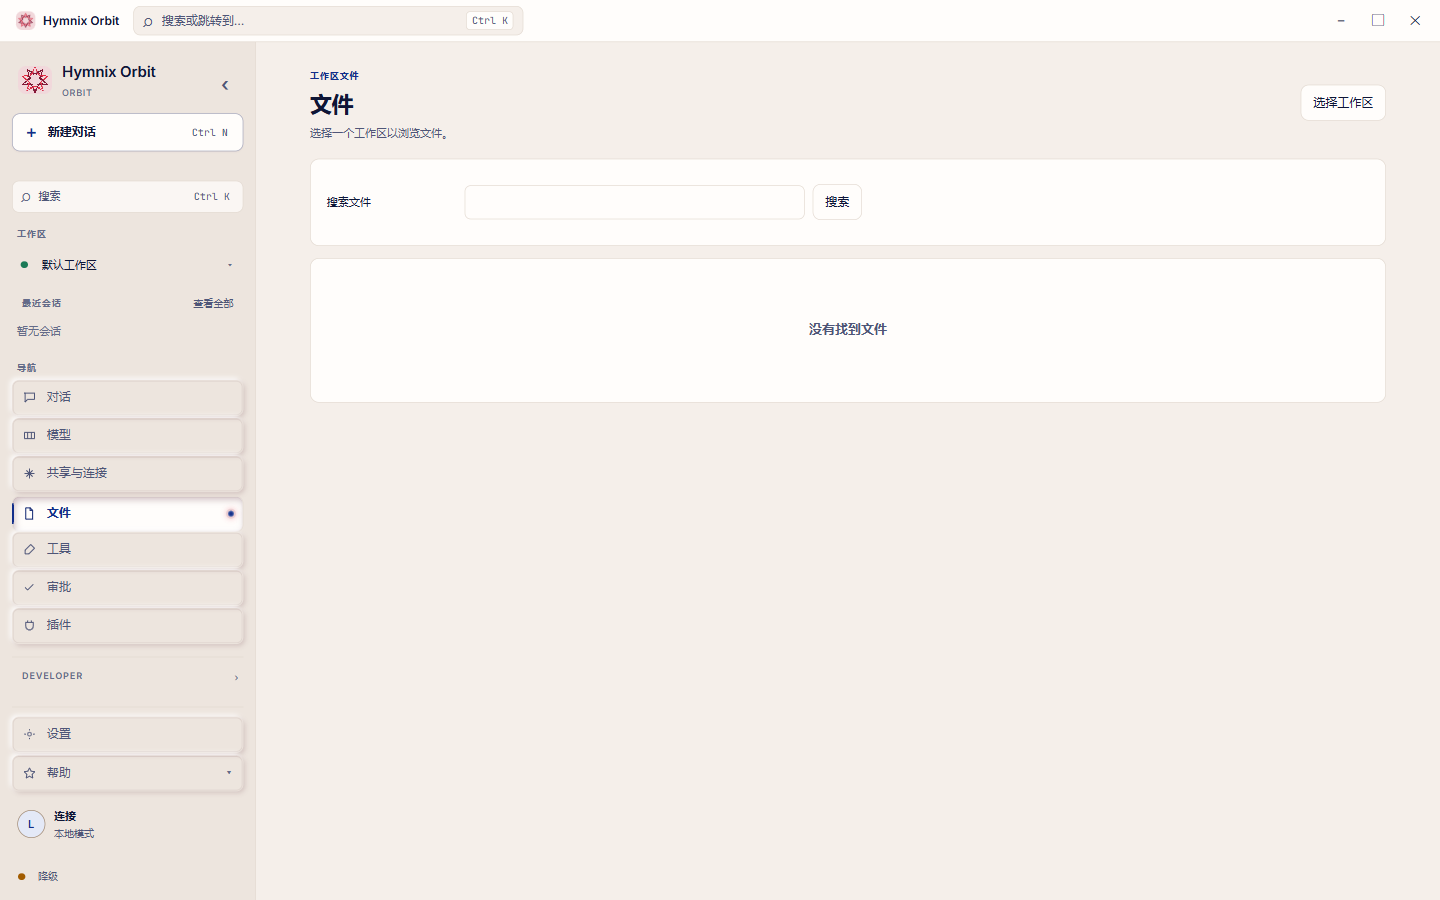 Hymnix Orbit
搜索或跳转到... Ctrl K
Hymnix Orbit
ORBIT
新建对话 Ctrl N
搜索 Ctrl K
工作区
默认工作区
最近会话 查看全部
暂无会话
导航
对话
模型
共享与连接
文件
工具
审批
插件
DEVELOPER
设置
帮助
L
连接
本地模式
降级
工作区文件
文件
选择一个工作区以浏览文件。
选择工作区
搜索文件 搜索
没有找到文件